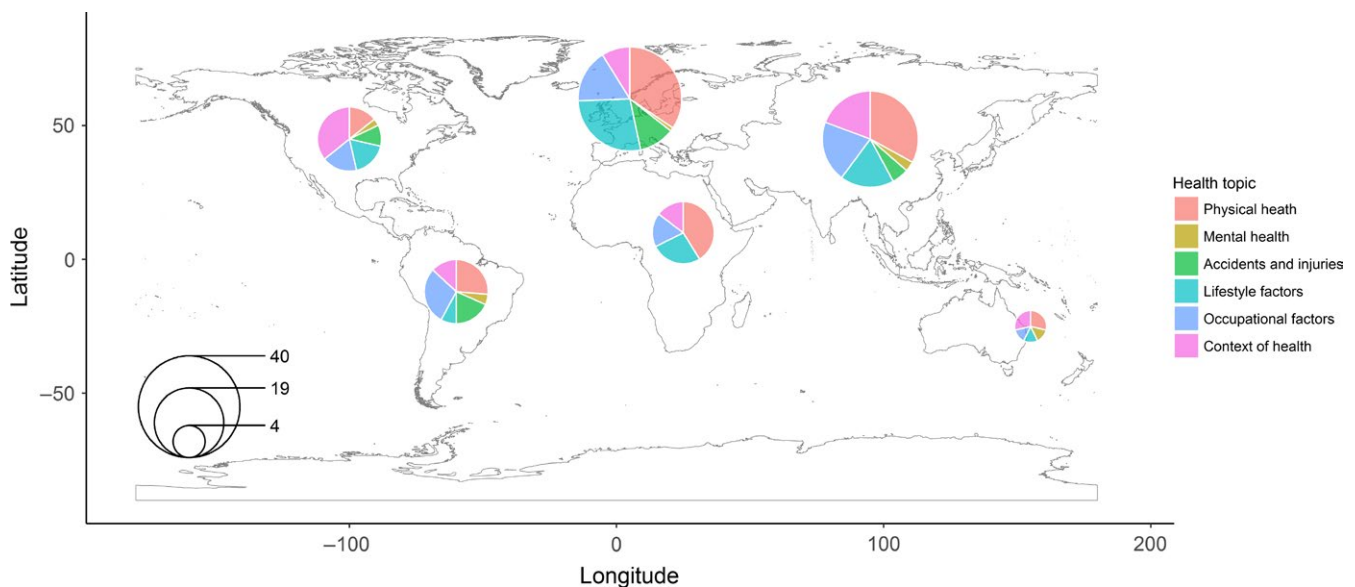 Latitude
50
0
–50
–100
0
100
200
Longitude
40
19
4
Health topic
Physical heath
Mental health
Accidents and injuries
Lifestyle factors
Occupational factors
Context of health